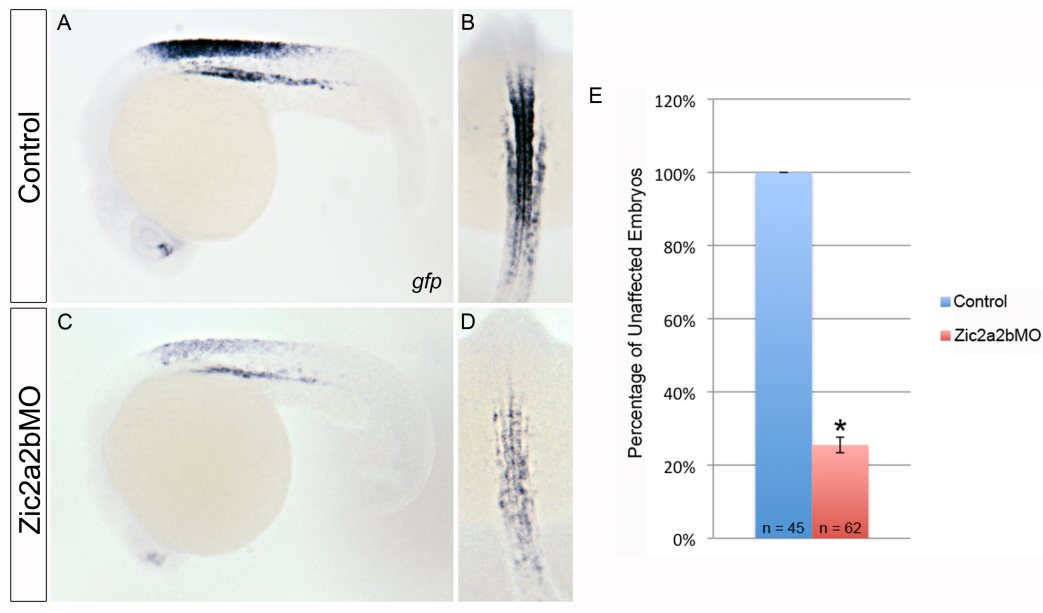 Control
A
B
gfp
Zic2a2bMO
C
D
E
Percentage of Unaffected Embryos
120%
100%
80%
60%
40%
20%
0%
*
n = 45
n = 62
Control
Zic2a2bMO